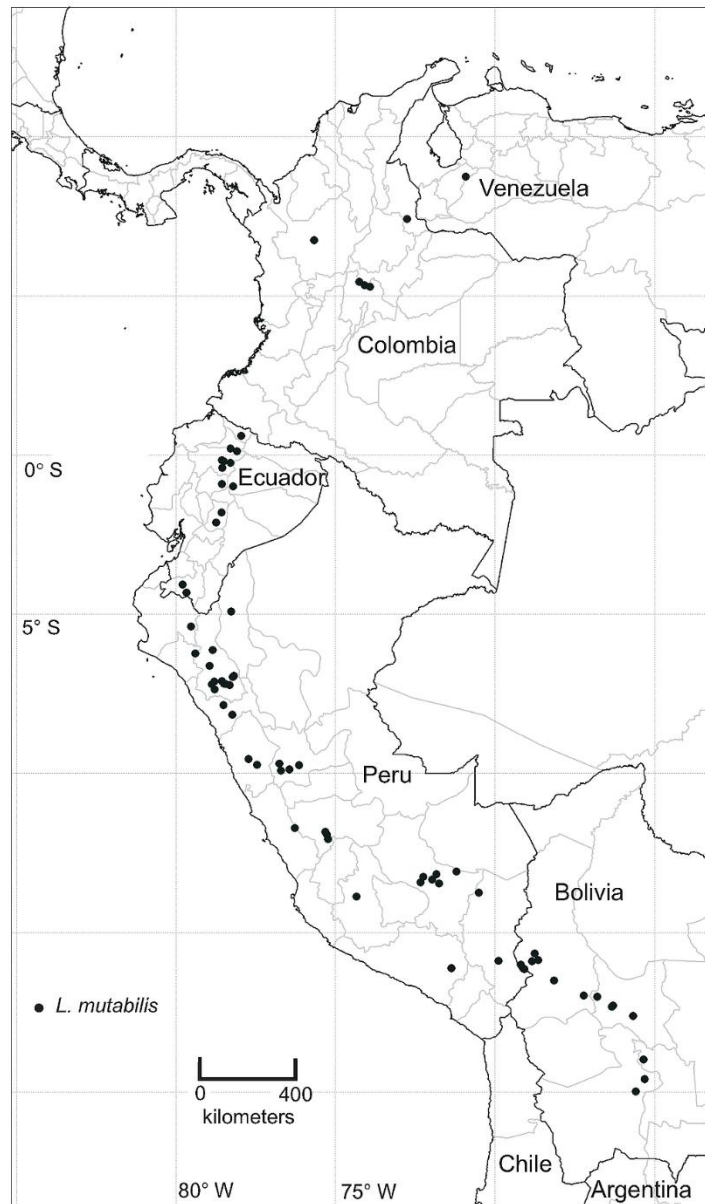 Venezuela
Colombia
0° S
Ecuador
5° S
Peru
Bolivia
L. mutabilis
0 400
kilometers
80° W 75° W Chile
Argentina